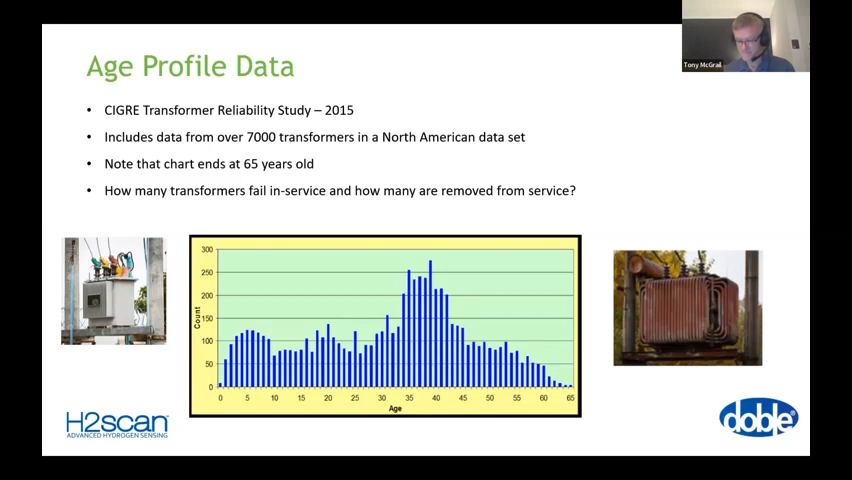 Tony McGrail
Age Profile Data
• CIGRE Transformer Reliability Study – 2015
• Includes data from over 7000 transformers in a North American data set
• Note that chart ends at 65 years old
• How many transformers fail in-service and how many are removed from service?
300
250
200
150
100
50
0
Count
0 5 10 15 20 25 30 35 40 45 50 55 60 65
Age
H2scan
ADVANCED HYDROGEN SENSING
doble®